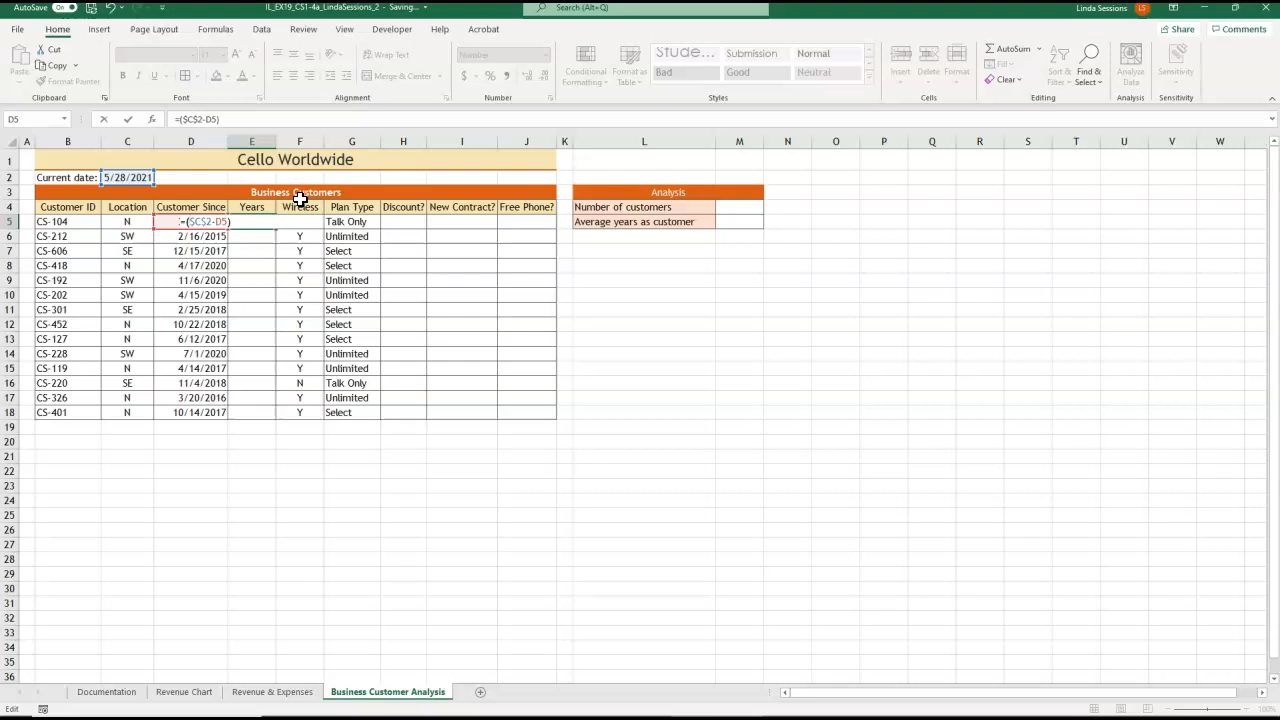 AutoSave On IL_EX19_CS1-4a_LindaSessions_2 - Saving... Search (Alt+Q) Linda Sessions LS
File Home Insert Page Layout Formulas Data Review View Developer Help Acrobat Share Comments
Paste Cut Copy Format Painter Clipboard
11 B I U Font
Wrap Text Merge & Center Alignment
Number $ % Number
Conditional Formatting Format as Table
Stude... Submission Normal
Bad Good Neutral
Styles
Insert Delete Format Cells
AutoSum Fill Clear Sort & Filter Find & Select Editing
Analyze Data Analysis
Sensitivity Sensitivity
D5 fx =($C$2-D5)
A B C D E F G H I J K L M N O P Q R S T U V W
1 Cello Worldwide
2 Current date: 5/28/2021
3 Business Customers Analysis
4 Customer ID Location Customer Since Years Wireless Plan Type Discount? New Contract? Free Phone? Number of customers
5 CS-104 N =($C$2-D5) Talk Only Average years as customer
6 CS-212 SW 2/16/2015 Y Unlimited
7 CS-606 SE 12/15/2017 Y Select
8 CS-418 N 4/17/2020 Y Select
9 CS-192 SW 11/6/2020 Y Unlimited
10 CS-202 SW 4/15/2019 Y Unlimited
11 CS-301 SE 2/25/2018 Y Select
12 CS-452 N 10/22/2018 Y Select
13 CS-127 N 6/12/2017 Y Select
14 CS-228 SW 7/1/2020 Y Unlimited
15 CS-119 N 4/14/2017 Y Unlimited
16 CS-220 SE 11/4/2018 N Talk Only
17 CS-326 N 3/20/2016 Y Unlimited
18 CS-401 N 10/14/2017 Y Select
19
20
21
22
23
24
25
26
27
28
29
30
31
32
33
34
35
36
Documentation Revenue Chart Revenue & Expenses Business Customer Analysis
Edit 100%